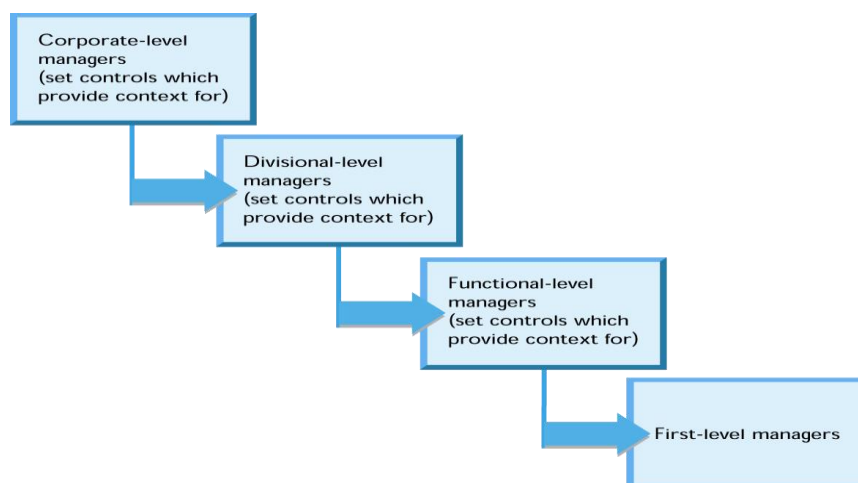 Corporate-level
managers
(set controls which
provide context for)
Divisional-level
managers
(set controls which
provide context for)
Functional-level
managers
(set controls which
provide context for)
First-level managers